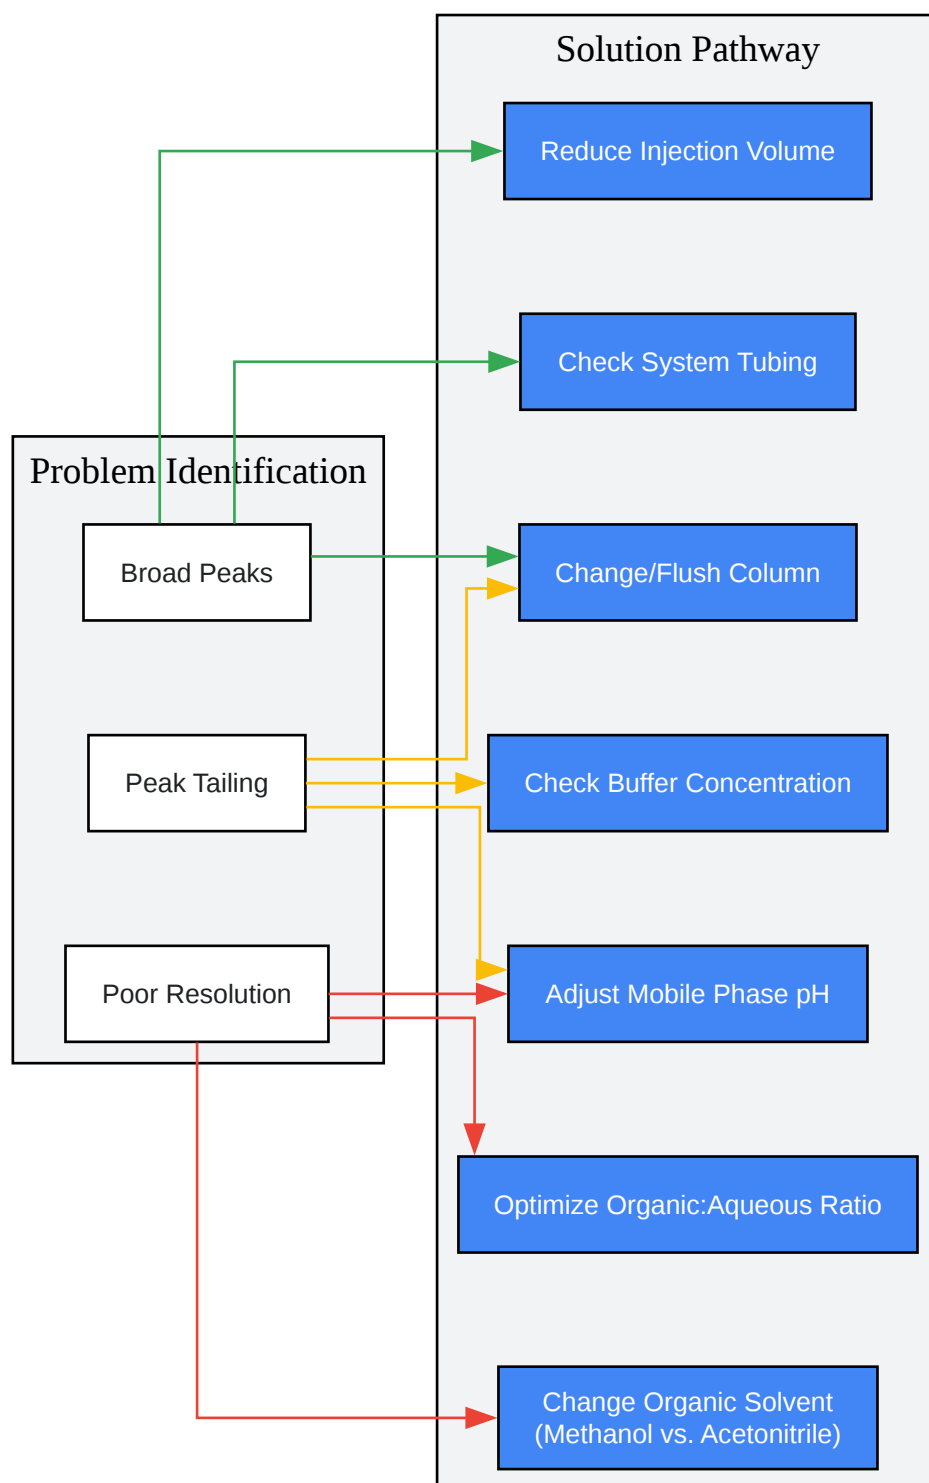 Solution Pathway
Reduce Injection Volume
Check System Tubing
Problem Identification
Broad Peaks
Change/Flush Column
Peak Tailing
Check Buffer Concentration
Poor Resolution
Adjust Mobile Phase pH
Optimize Organic:Aqueous Ratio
Change Organic Solvent
(Methanol vs. Acetonitrile)